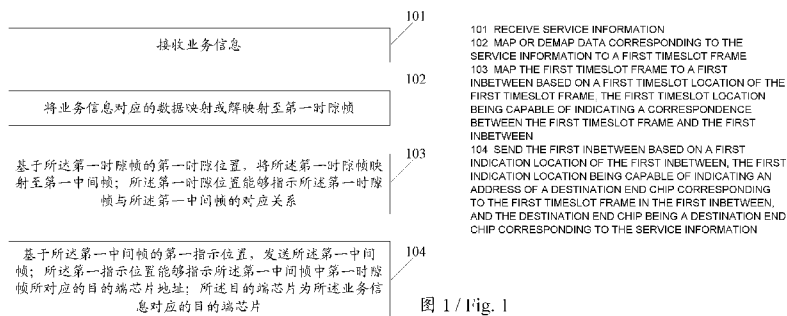 101
接收业务信息
102
将业务信息对应的数据映射或解映射至第一时隙帧
103
基于所述第一时隙帧的第一时隙位置，将所述第一时隙帧映
射至第一中间帧；所述第一时隙位置能够指示所述第一时隙
帧与所述第一中间帧的对应关系
104
基于所述第一中间帧的第一指示位置，发送所述第一中间
帧；所述第一指示位置能够指示所述第一中间帧中第一时隙
帧所对应的目的端芯片地址；所述目的端芯片为所述业务信
息对应的目的端芯片
图 1 / Fig. 1
101 RECEIVE SERVICE INFORMATION
102 MAP OR DEMAP DATA CORRESPONDING TO THE
SERVICE INFORMATION TO A FIRST TIMESLOT FRAME
103 MAP THE FIRST TIMESLOT FRAME TO A FIRST
INBETWEEN BASED ON A FIRST TIMESLOT LOCATION OF THE
FIRST TIMESLOT FRAME, THE FIRST TIMESLOT LOCATION
BEING CAPABLE OF INDICATING A CORRESPONDENCE
BETWEEN THE FIRST TIMESLOT FRAME AND THE FIRST
INBETWEEN
104 SEND THE FIRST INBETWEEN BASED ON A FIRST
INDICATION LOCATION OF THE FIRST INBETWEEN, THE FIRST
INDICATION LOCATION BEING CAPABLE OF INDICATING AN
ADDRESS OF A DESTINATION END CHIP CORRESPONDING
TO THE FIRST TIMESLOT FRAME IN THE FIRST INBETWEEN,
AND THE DESTINATION END CHIP BEING A DESTINATION END
CHIP CORRESPONDING TO THE SERVICE INFORMATION